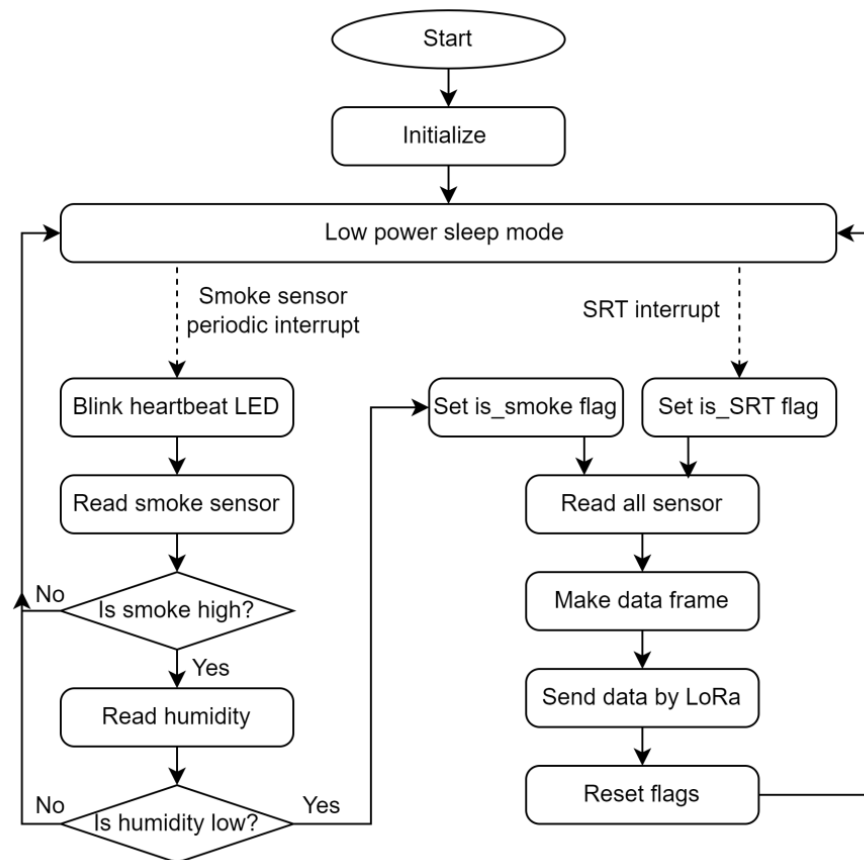 Start
Initialize
Low power sleep mode
Smoke sensor
periodic interrupt
SRT interrupt
Blink heartbeat LED
Set is_smoke flag
Set is_SRT flag
Read smoke sensor
Read all sensor
No
Is smoke high?
Make data frame
Yes
Read humidity
Send data by LoRa
No
Is humidity low?
Yes
Reset flags